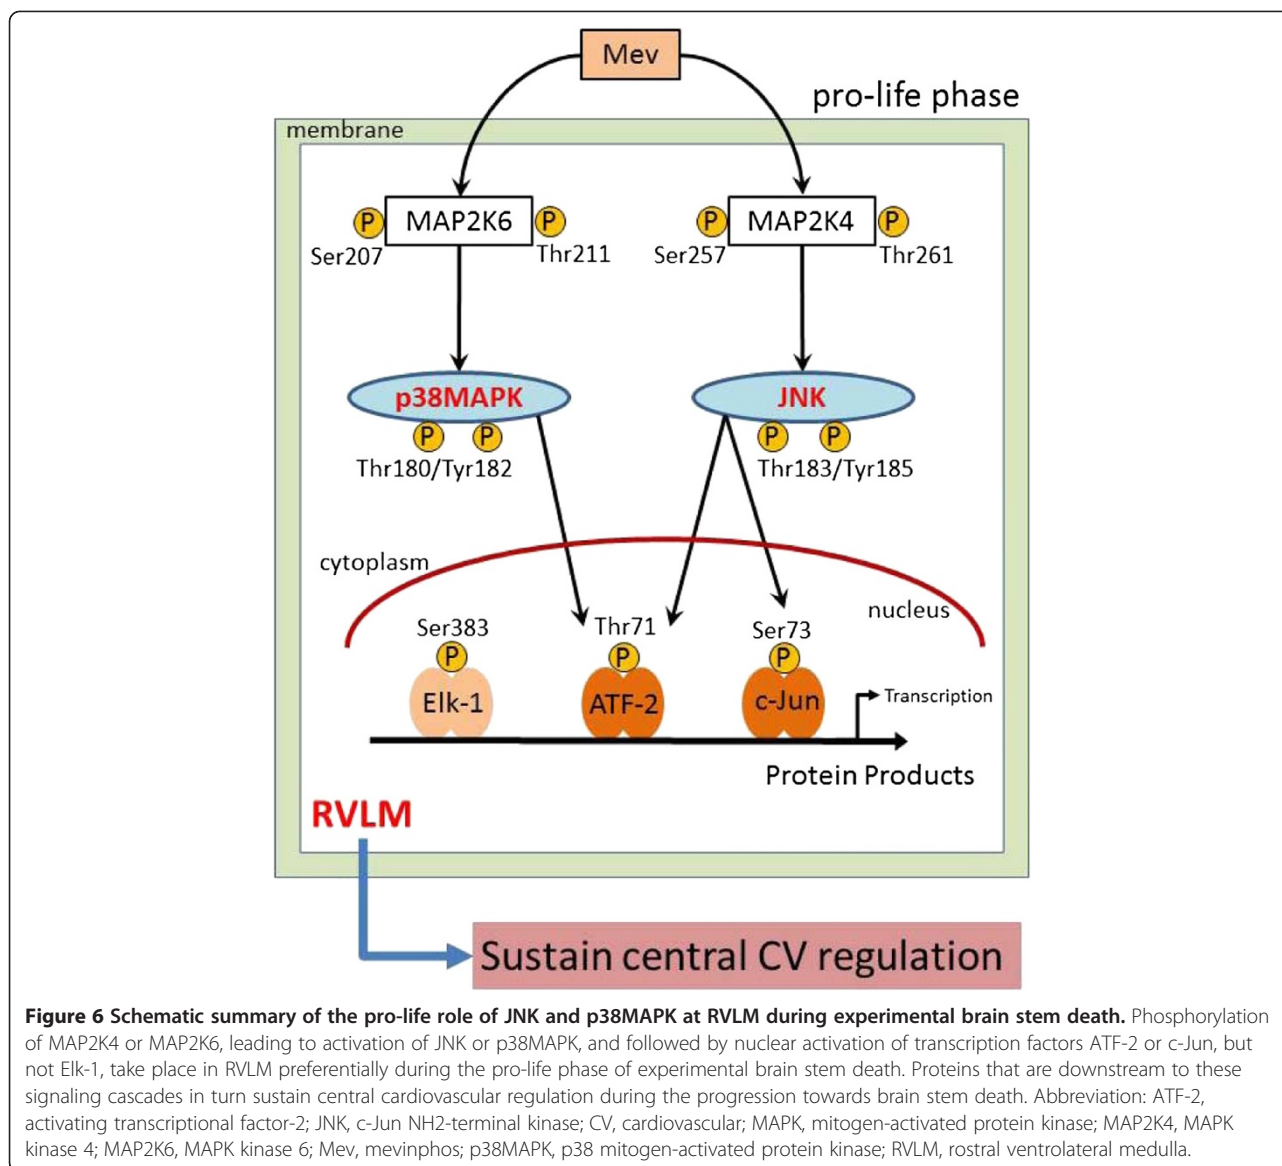 Mev
pro-life phase
membrane
P MAP2K6 P
Ser207 Thr211
P MAP2K4 P
Ser257 Thr261
p38MAPK
P P
Thr180/Tyr182
JNK
P P
Thr183/Tyr185
cytoplasm
nucleus
Ser383
P
Elk-1
Thr71
P
ATF-2
Ser73
P
c-Jun
Transcription
Protein Products
RVLM
Sustain central CV regulation
Figure 6 Schematic summary of the pro-life role of JNK and p38MAPK at RVLM during experimental brain stem death. Phosphorylation
of MAP2K4 or MAP2K6, leading to activation of JNK or p38MAPK, and followed by nuclear activation of transcription factors ATF-2 or c-Jun, but
not Elk-1, take place in RVLM preferentially during the pro-life phase of experimental brain stem death. Proteins that are downstream to these
signaling cascades in turn sustain central cardiovascular regulation during the progression towards brain stem death. Abbreviation: ATF-2,
activating transcriptional factor-2; JNK, c-Jun NH2-terminal kinase; CV, cardiovascular; MAPK, mitogen-activated protein kinase; MAP2K4, MAPK
kinase 4; MAP2K6, MAPK kinase 6; Mev, mevinphos; p38MAPK, p38 mitogen-activated protein kinase; RVLM, rostral ventrolateral medulla.